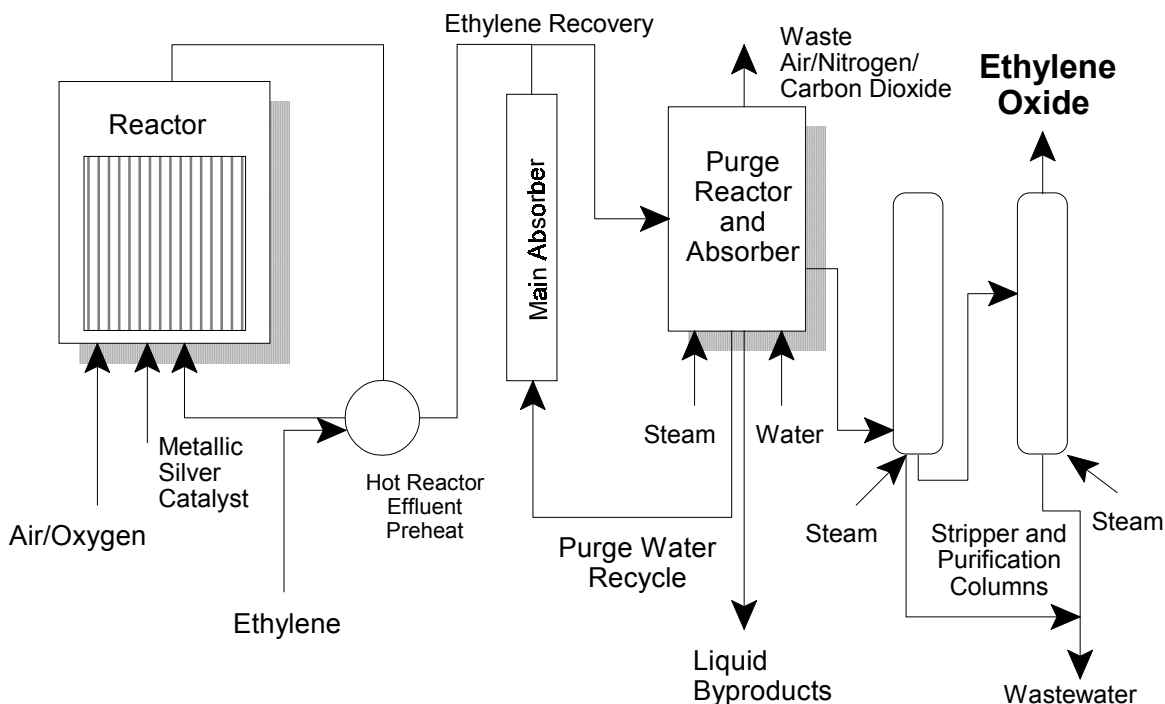 Ethylene Recovery
Waste
Air/Nitrogen/
Carbon Dioxide
Ethylene
Oxide
Reactor
Main Absorber
Purge
Reactor
and
Absorber
Metallic
Silver
Catalyst
Hot Reactor
Effluent
Preheat
Steam
Water
Air/Oxygen
Ethylene
Purge Water
Recycle
Steam
Stripper and
Purification
Columns
Steam
Liquid
Byproducts
Wastewater